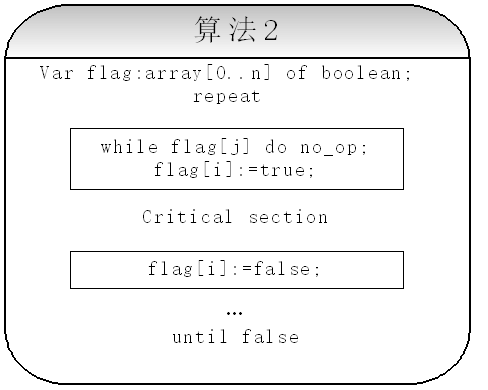 算法2
Var flag:array[0..n] of boolean;
repeat
while flag[j] do no_op;
flag[i]:=true;
Critical section
flag[i]:=false;
…
until false